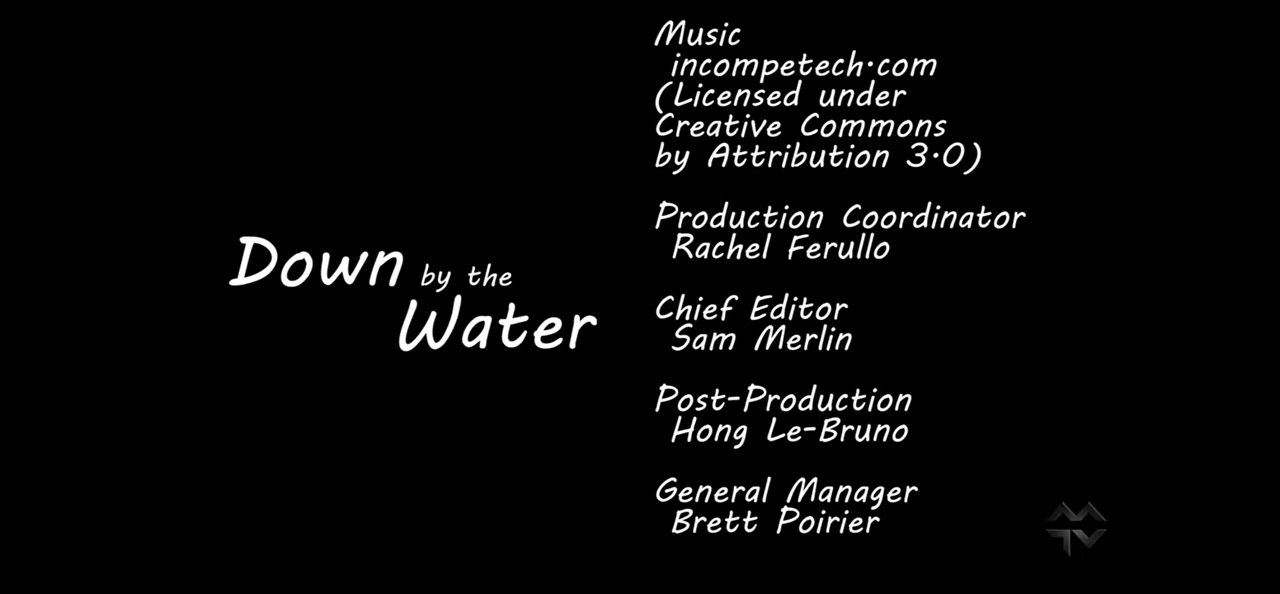 Down by the
Water
Music
incompetech.com
(Licensed under
Creative Commons
by Attribution 3.0)
Production Coordinator
Rachel Ferullo
Chief Editor
Sam Merlin
Post-Production
Hong Le-Bruno
General Manager
Brett Poirier
M
TV